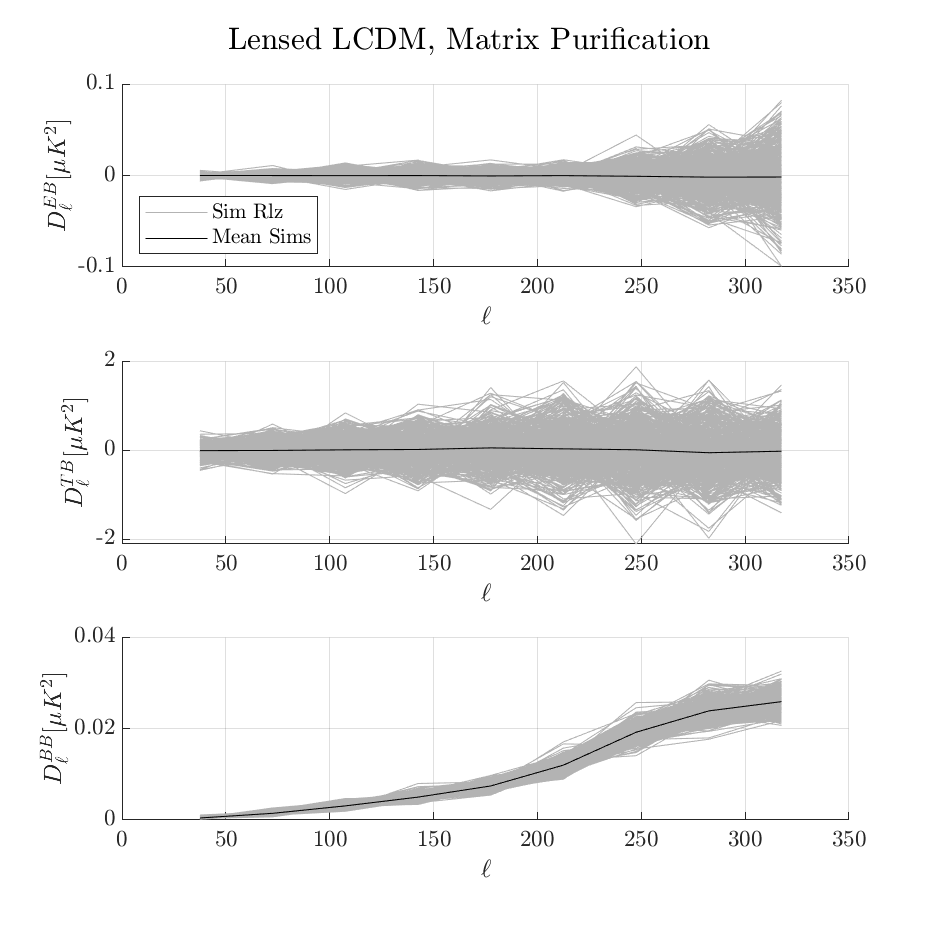 Lensed LCDM, Matrix Purification
0.1
0
-0.1
D_ℓ^{EB}[μK^2]
Sim Rlz
Mean Sims
0 50 100 150 200 250 300 350
ℓ
2
0
-2
D_ℓ^{TB}[μK^2]
0 50 100 150 200 250 300 350
ℓ
0.04
0.02
0
D_ℓ^{BB}[μK^2]
0 50 100 150 200 250 300 350
ℓ